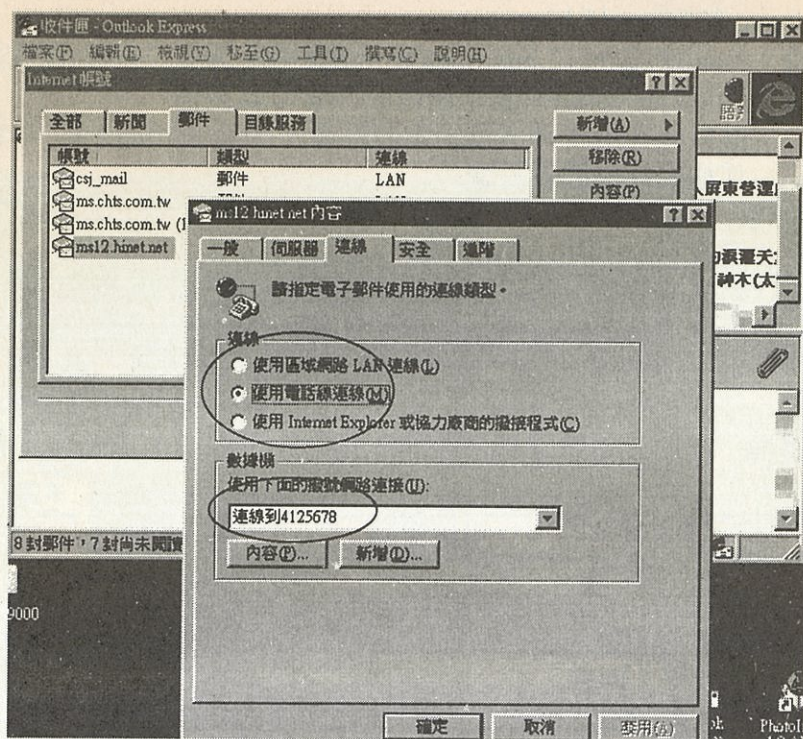 收件匣 - Outlook Express
檔案(F) 編輯(E) 檢視(V) 移至(G) 工具(T) 撰寫(C) 說明(H)
Internet 帳號
全部 新聞 郵件 目錄服務
新增(A)
移除(R)
內容(P)
帳號 類型 連線
csj_mail 郵件 LAN
ms.chts.com.tw
ms.chts.com.tw (1
ms12.hinet.net
屏東營運
神木(太
ms12.hinet.net 內容
一般 伺服器 連線 安全 進階
請指定電子郵件使用的連線類型。
連線
使用區域網路 LAN 連線(L)
使用電話線連線(M)
使用 Internet Explorer 或協力廠商的撥接程式(C)
數據機
使用下面的撥號網路連接(U):
連線到4125678
內容(P)... 新增(D)...
8 封郵件，7 封尚未閱讀
9000
確定 取消 套用(A)